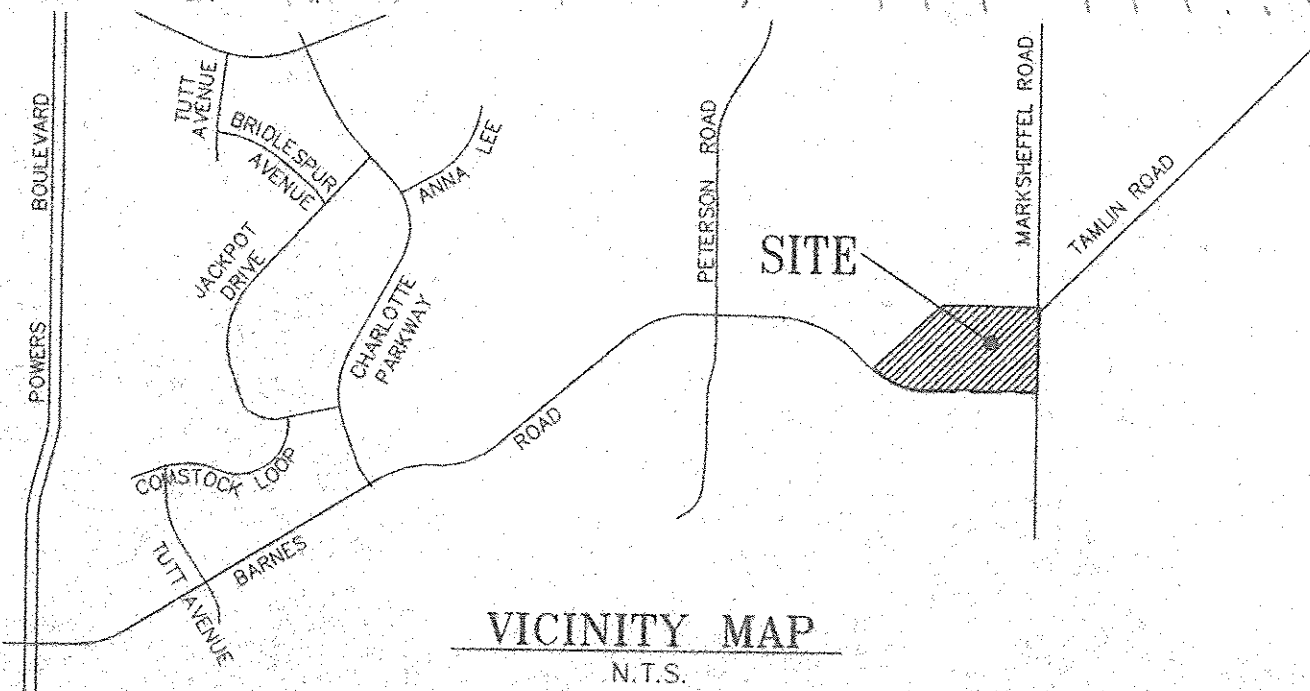 TUTT
AVENUE
BRIDLESPUR
AVENUE
ANNA LEE
POWERS BOULEVARD
JACKPOT
DRIVE
CHARLOTTE
PARKWAY
PETERSON ROAD
MARKSHEFFEL ROAD
TAMLIN ROAD
SITE
COMSTOCK LOOP
TUTT AVENUE
BARNES ROAD
VICINITY MAP
N.T.S.